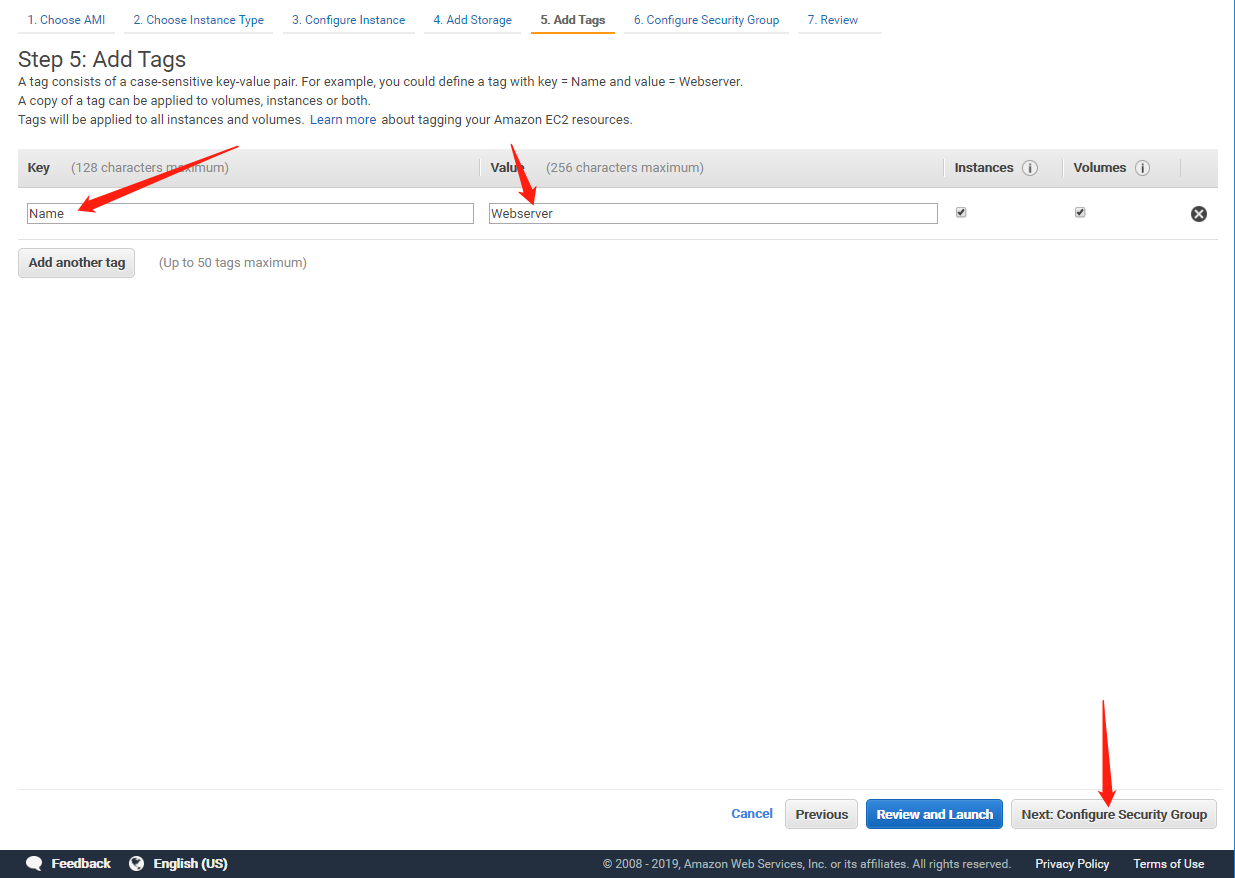 1. Choose AMI 2. Choose Instance Type 3. Configure Instance 4. Add Storage 5. Add Tags 6. Configure Security Group 7. Review
Step 5: Add Tags
A tag consists of a case-sensitive key-value pair. For example, you could define a tag with key = Name and value = Webserver.
A copy of a tag can be applied to volumes, instances or both.
Tags will be applied to all instances and volumes. Learn more about tagging your Amazon EC2 resources.
Key (128 characters maximum) Value (256 characters maximum) Instances i Volumes i
Name Webserver
Add another tag (Up to 50 tags maximum)
Cancel Previous Review and Launch Next: Configure Security Group
Feedback English (US) © 2008 - 2019, Amazon Web Services, Inc. or its affiliates. All rights reserved. Privacy Policy Terms of Use